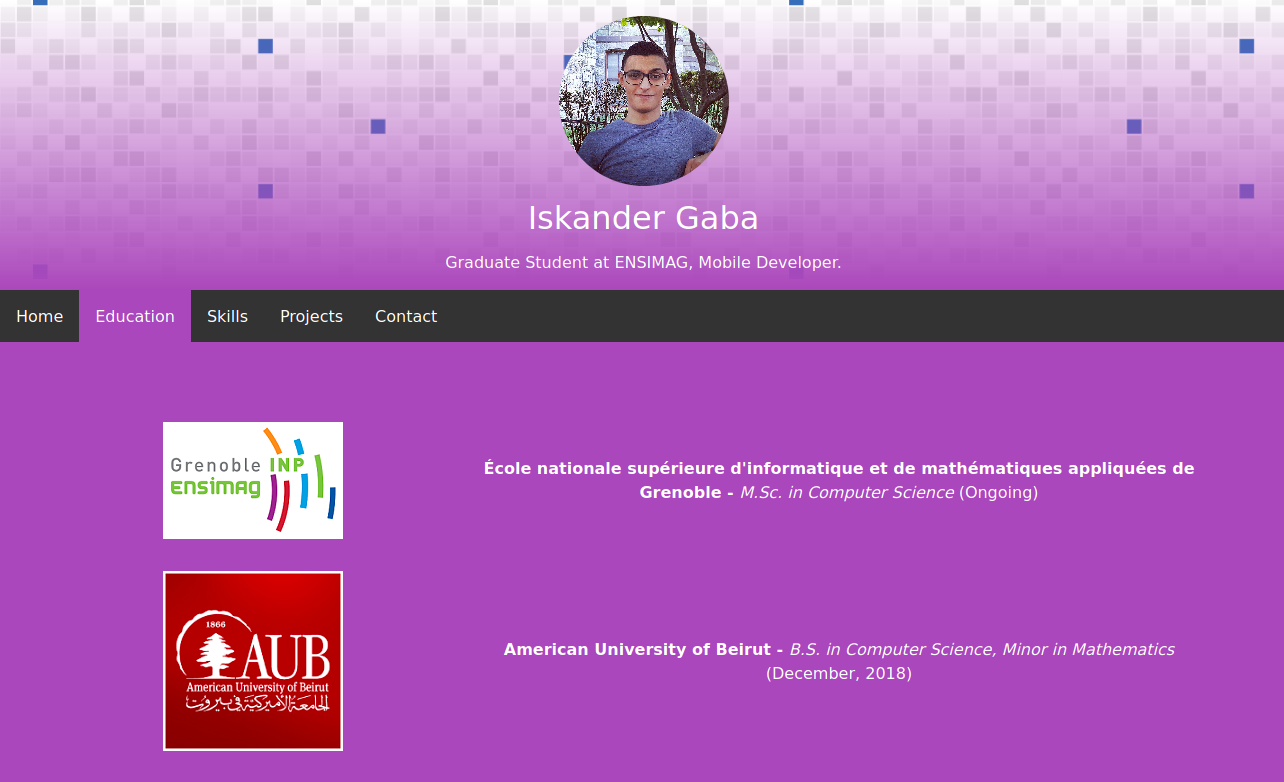 Iskander Gaba
Graduate Student at ENSIMAG, Mobile Developer.
Home Education Skills Projects Contact
Grenoble INP
ENSIMAG
École nationale supérieure d'informatique et de mathématiques appliquées de
Grenoble - M.Sc. in Computer Science (Ongoing)
1866
AUB
American University of Beirut
الجامعة الأميركية في بيروت
American University of Beirut - B.S. in Computer Science, Minor in Mathematics
(December, 2018)